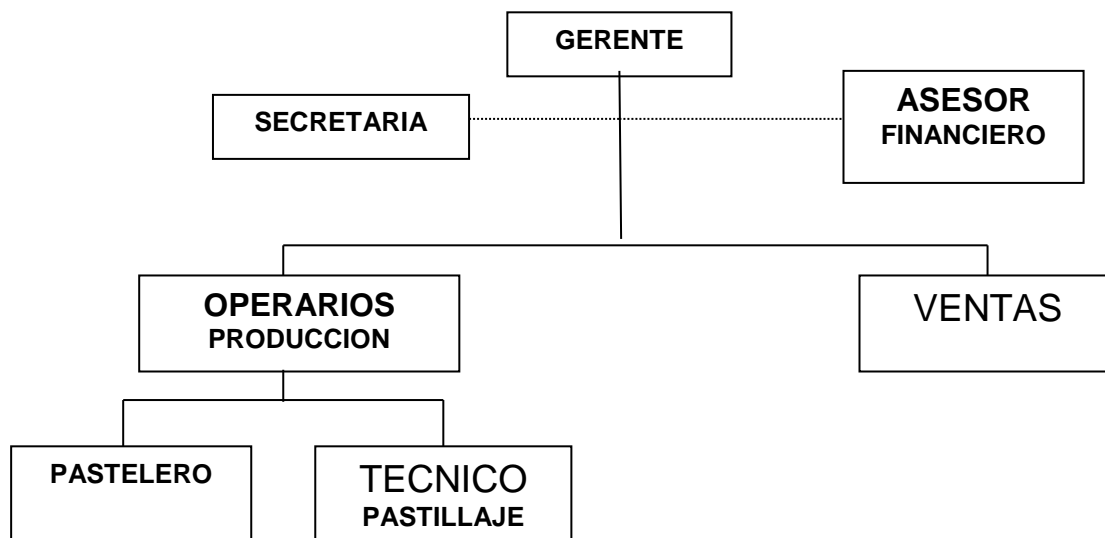 GERENTE
SECRETARIA
ASESOR
FINANCIERO
OPERARIOS
PRODUCCION
VENTAS
PASTELERO
TECNICO
PASTILLAJE